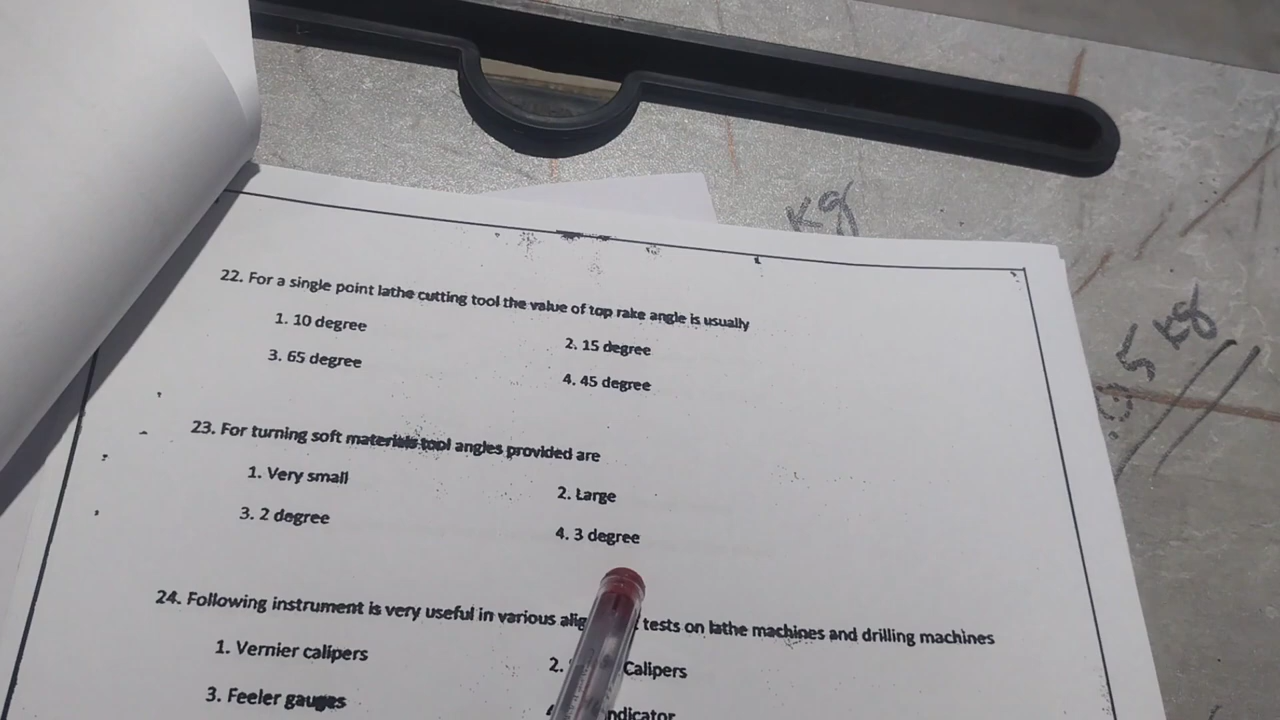 kg
5 kg
22. For a single point lathe cutting tool the value of top rake angle is usually
1. 10 degree
2. 15 degree
3. 65 degree
4. 45 degree
23. For turning soft materials tool angles provided are
1. Very small
2. Large
3. 2 degree
4. 3 degree
24. Following instrument is very useful in various tests on lathe machines and drilling machines
1. Vernier calipers
2. Calipers
3. Feeler gauges